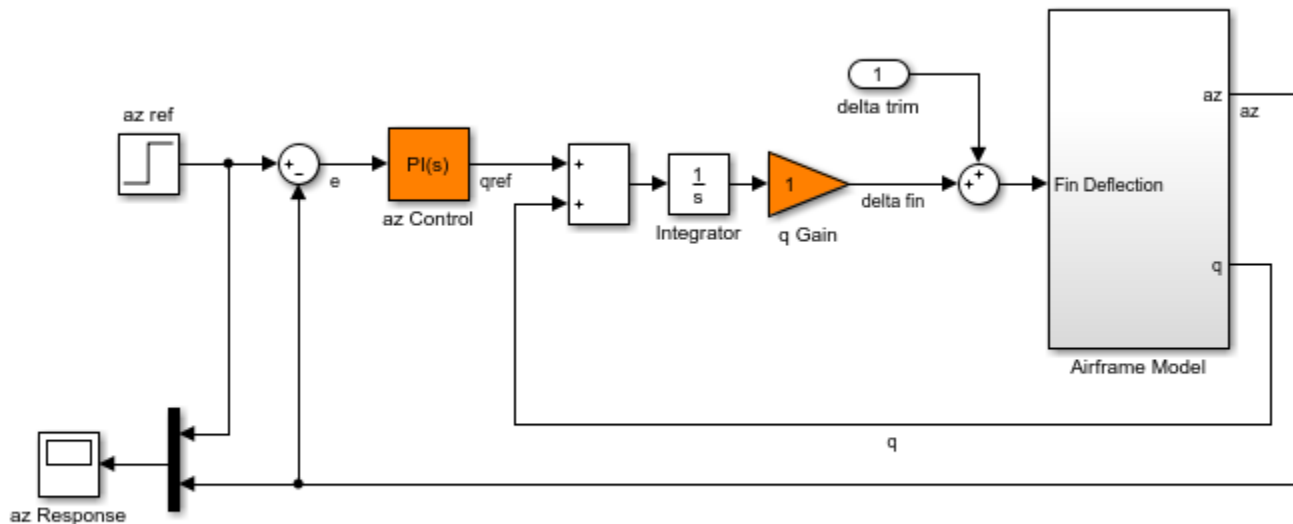 1
delta trim
az ref
az
az
+
-
e
PI(s)
qref
az Control
+
+
1
s
Integrator
1
q Gain
delta fin
+
+
Fin Deflection
q
Airframe Model
q
az Response